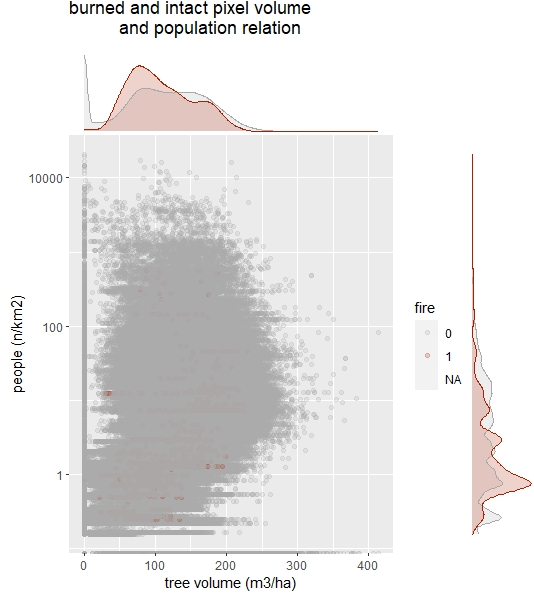 burned and intact pixel volume
and population relation
10000
100
1
people (n/km2)
0
100
200
300
400
tree volume (m3/ha)
fire
0
1
NA